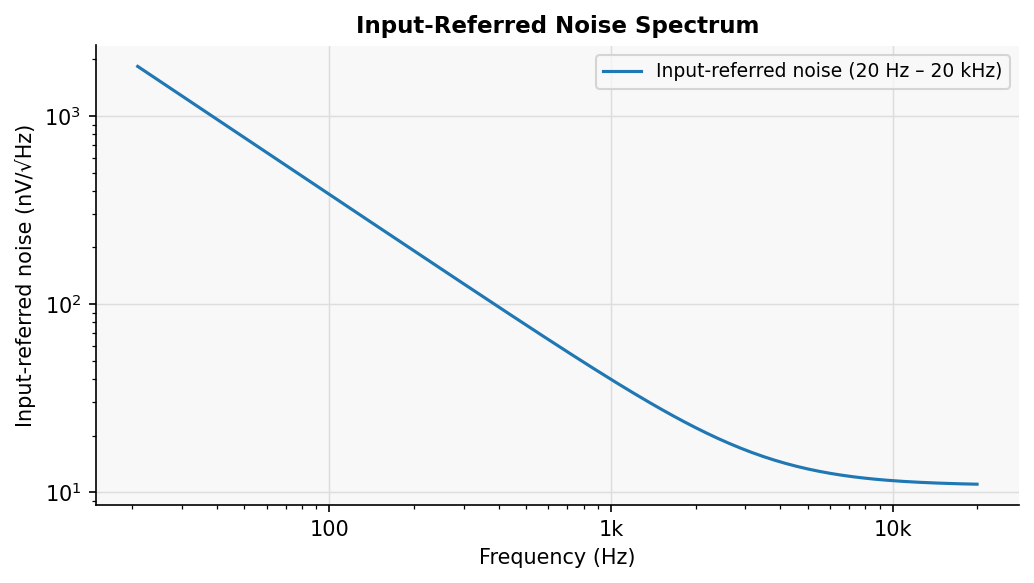 Input-Referred Noise Spectrum
Input-referred noise (20 Hz – 20 kHz)
Input-referred noise (nV/√Hz)
10³
10²
10¹
100
1k
10k
Frequency (Hz)